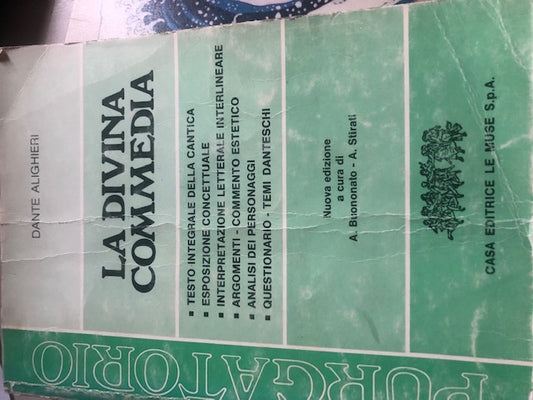 DANTE ALIGHIERI
LA DIVINA
COMMEDIA
▪ TESTO INTEGRALE DELLA CANTICA
▪ ESPOSIZIONE CONCETTUALE
▪ INTERPRETAZIONE LETTERALE INTERLINEARE
▪ ARGOMENTI - COMMENTO ESTETICO
▪ ANALISI DEI PERSONAGGI
▪ QUESTIONARIO - TEMI DANTESCHI
Nuova edizione
a cura di
A. Buononato - A. Stirati
CASA EDITRICE LE MUSE S.p.A.
PURGATORIO